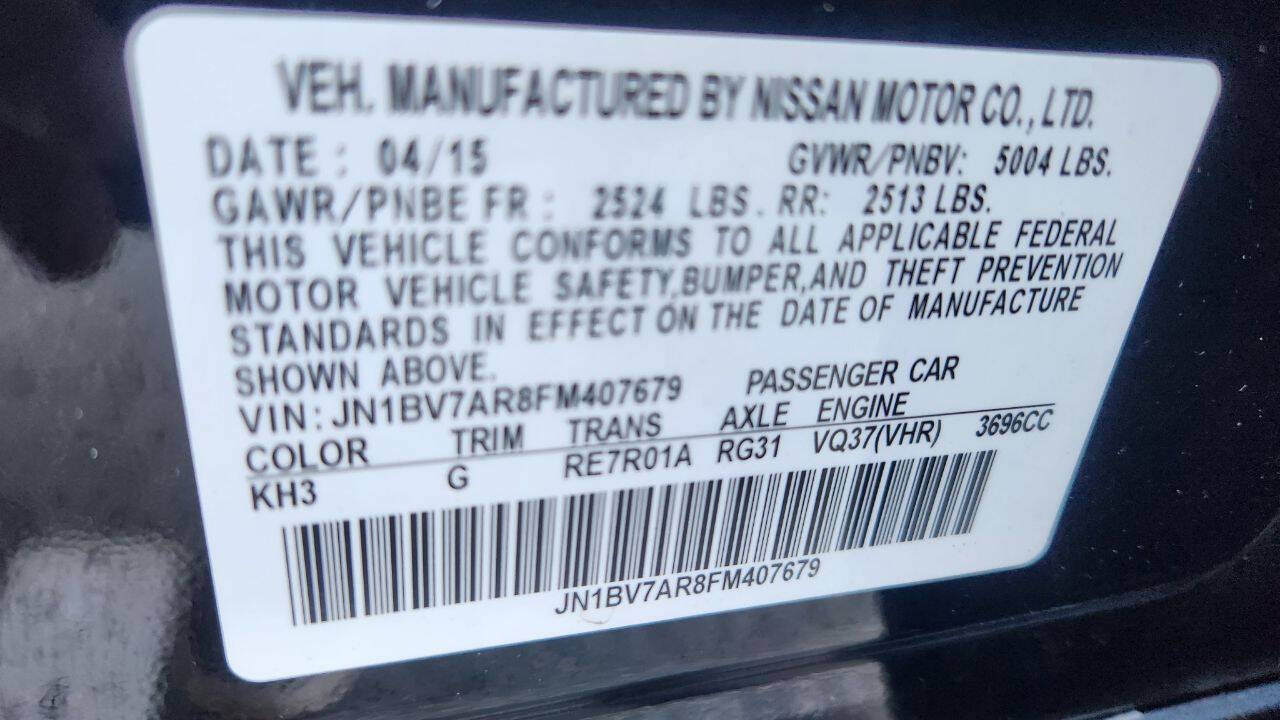 VEH. MANUFACTURED BY NISSAN MOTOR CO., LTD.
DATE : 04/15 GVWR/PNBV: 5004 LBS.
GAWR/PNBE FR : 2524 LBS. RR: 2513 LBS.
THIS VEHICLE CONFORMS TO ALL APPLICABLE FEDERAL
MOTOR VEHICLE SAFETY,BUMPER,AND THEFT PREVENTION
STANDARDS IN EFFECT ON THE DATE OF MANUFACTURE
SHOWN ABOVE.
VIN: JN1BV7AR8FM407679 PASSENGER CAR
COLOR TRIM TRANS AXLE ENGINE
KH3 G RE7R01A RG31 VQ37(VHR) 3696CC
JN1BV7AR8FM407679